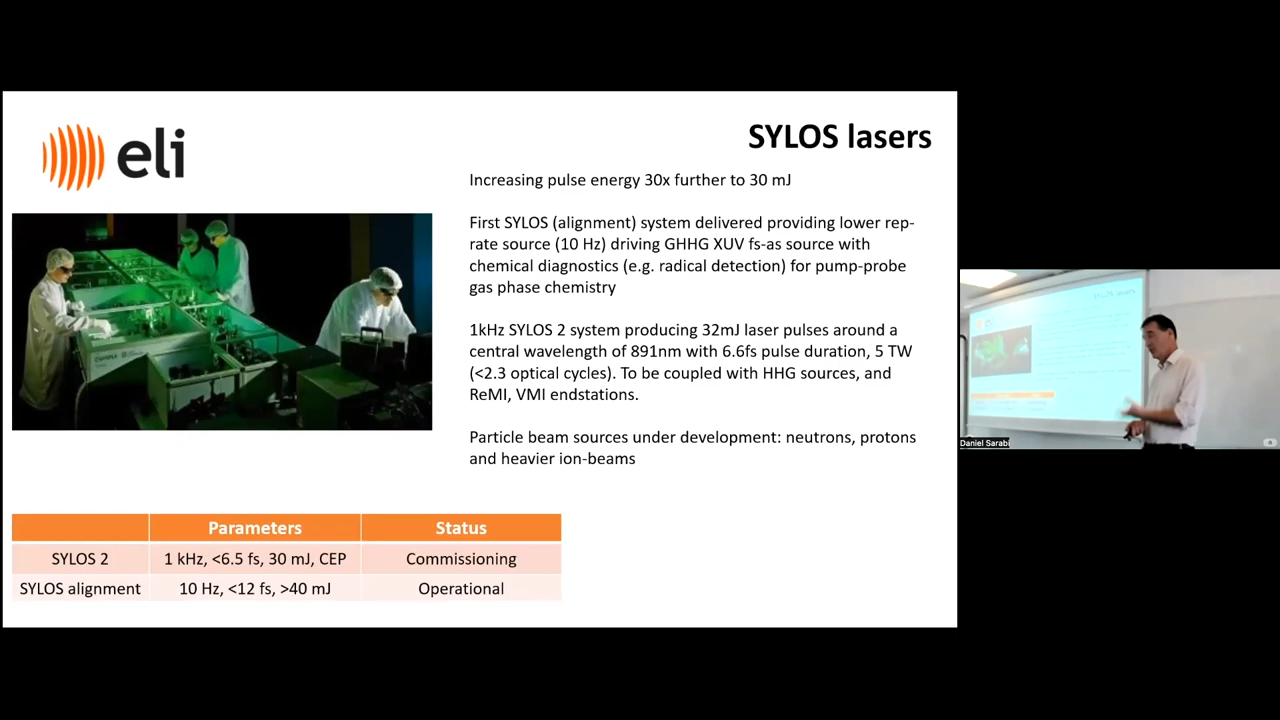 eli
SYLOS lasers
Increasing pulse energy 30x further to 30 mJ
First SYLOS (alignment) system delivered providing lower rep-
rate source (10 Hz) driving GHHG XUV fs-as source with
chemical diagnostics (e.g. radical detection) for pump-probe
gas phase chemistry
1kHz SYLOS 2 system producing 32mJ laser pulses around a
central wavelength of 891nm with 6.6fs pulse duration, 5 TW
(<2.3 optical cycles). To be coupled with HHG sources, and
ReMI, VMI endstations.
Particle beam sources under development: neutrons, protons
and heavier ion-beams
Parameters Status
SYLOS 2 1 kHz, <6.5 fs, 30 mJ, CEP Commissioning
SYLOS alignment 10 Hz, <12 fs, >40 mJ Operational
eli
Daniel Sarabi